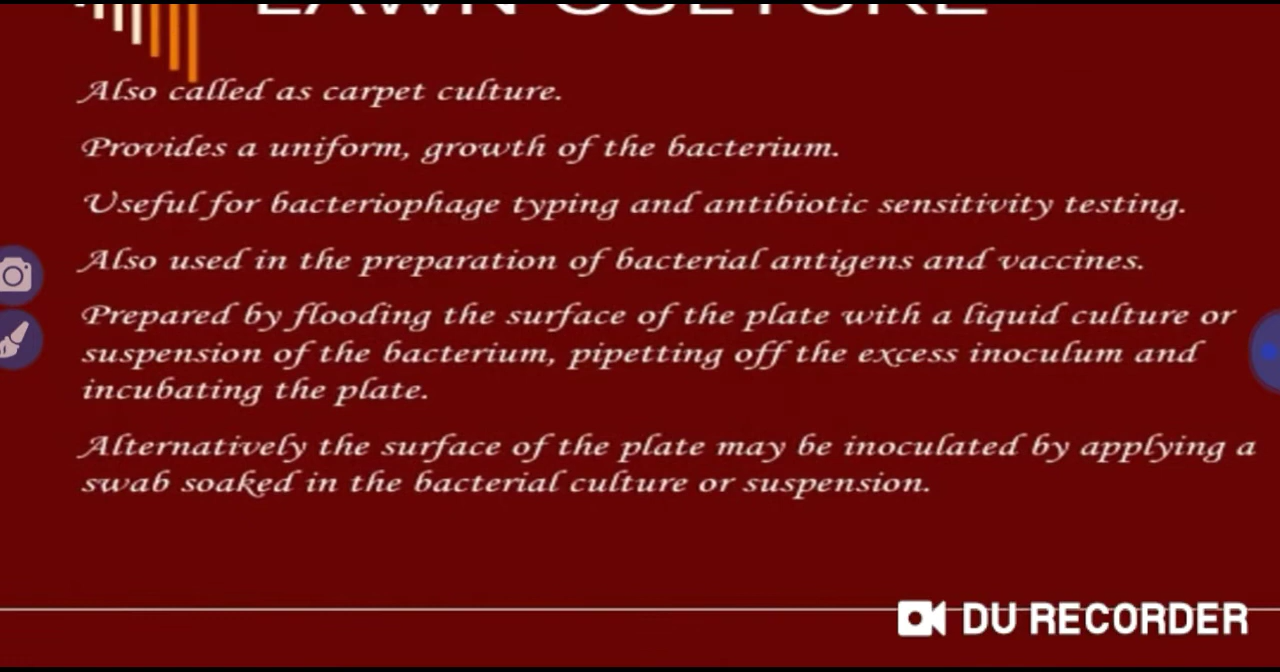 LAWN CULTURE
Also called as carpet culture.
Provides a uniform, growth of the bacterium.
Useful for bacteriophage typing and antibiotic sensitivity testing.
Also used in the preparation of bacterial antigens and vaccines.
Prepared by flooding the surface of the plate with a liquid culture or
suspension of the bacterium, pipetting off the excess inoculum and
incubating the plate.
Alternatively the surface of the plate may be inoculated by applying a
swab soaked in the bacterial culture or suspension.
DU RECORDER